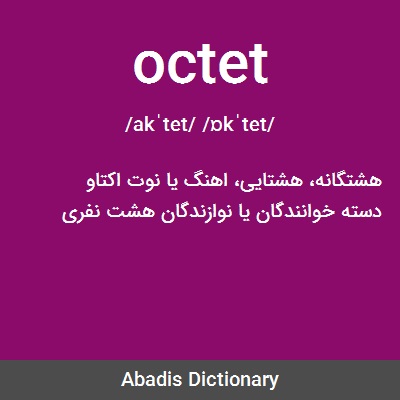 octet
/akˈtet/ /ɒkˈtet/
هشتگانه، هشتایی، اهنگ یا نوت اکتاو
دسته خوانندگان یا نوازندگان هشت نفری
Abadis Dictionary